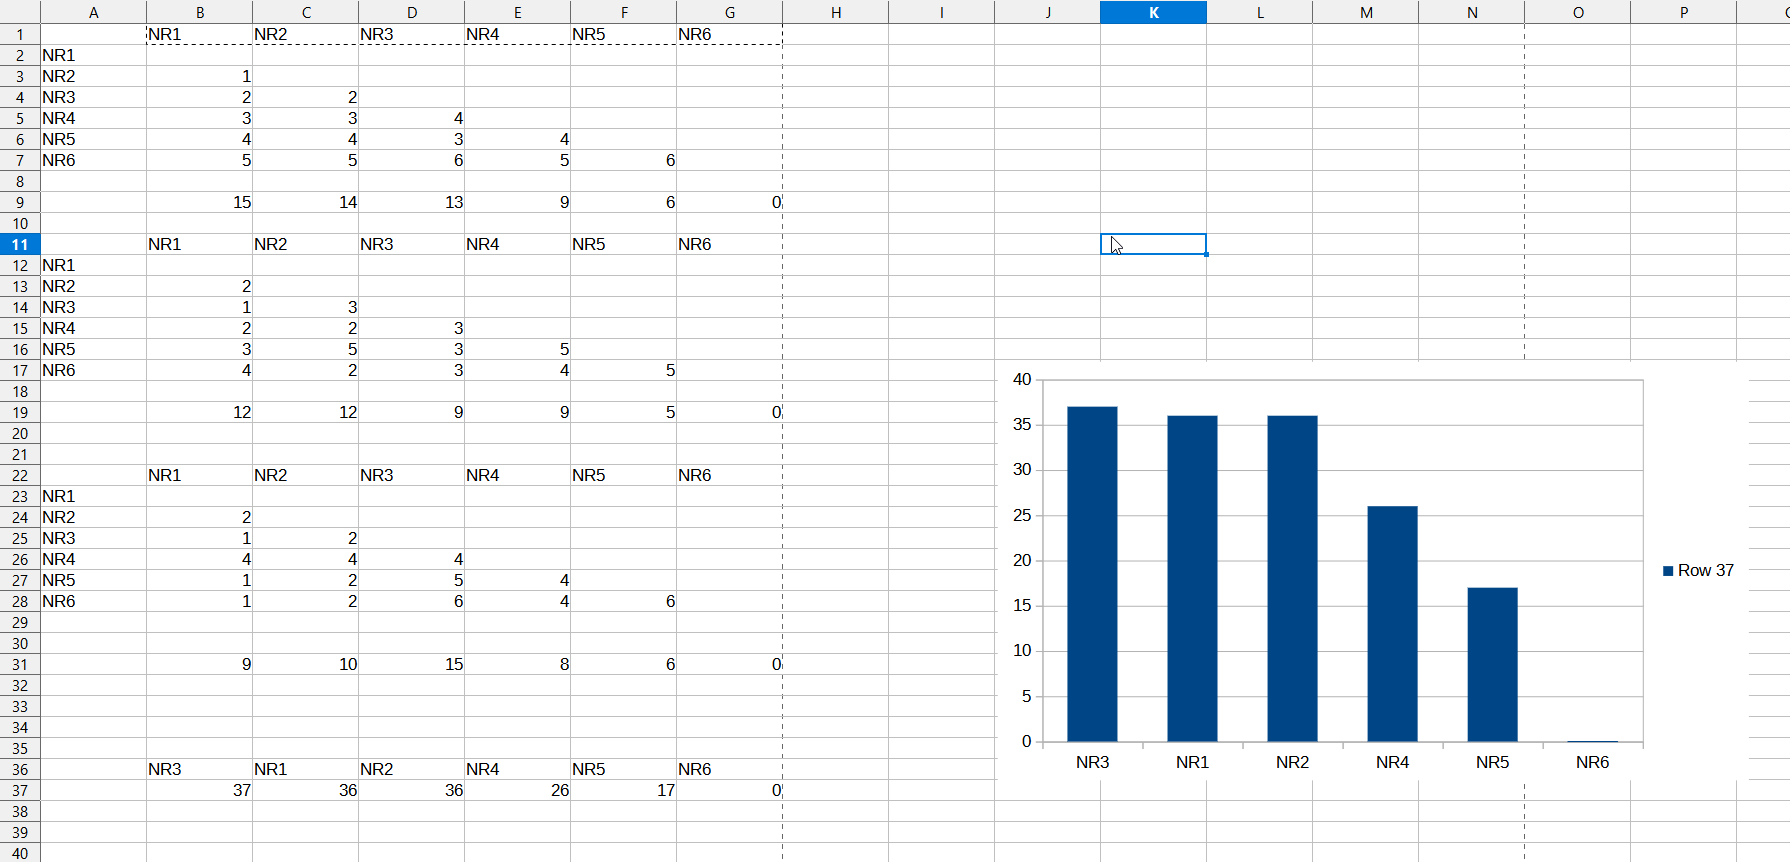 A B C D E F G H I J K L M N O P
1 NR1 NR2 NR3 NR4 NR5 NR6
2 NR1
3 NR2 1
4 NR3 2 2
5 NR4 3 3 4
6 NR5 4 4 3 4
7 NR6 5 5 6 5 6
8
9 15 14 13 9 6 0
10
11 NR1 NR2 NR3 NR4 NR5 NR6
12 NR1
13 NR2 2
14 NR3 1 3
15 NR4 2 2 3
16 NR5 3 5 3 5
17 NR6 4 2 3 4 5
18
19 12 12 9 9 5 0
20
21
22 NR1 NR2 NR3 NR4 NR5 NR6
23 NR1
24 NR2 2
25 NR3 1 2
26 NR4 4 4 4
27 NR5 1 2 5 4
28 NR6 1 2 6 4 6
29
30
31 9 10 15 8 6 0
32
33
34
35
36 NR3 NR1 NR2 NR4 NR5 NR6
37 37 36 36 26 17 0
38
39
40
40
35
30
25
20
15
10
5
0
NR3 NR1 NR2 NR4 NR5 NR6
Row 37